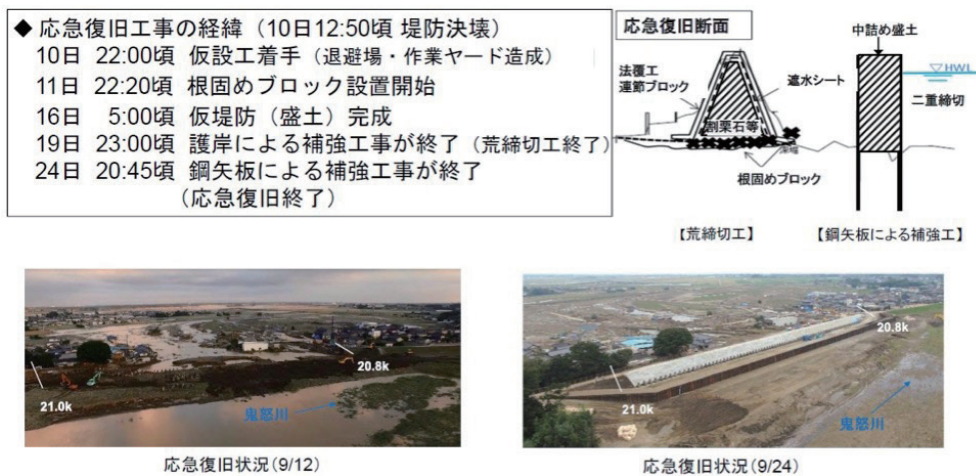 ◆ 応急復旧工事の経緯（10日12:50頃 堤防決壊）
10日 22:00頃 仮設工着手（退避場・作業ヤード造成）
11日 22:20頃 根固めブロック設置開始
16日 5:00頃 仮堤防（盛土）完成
19日 23:00頃 護岸による補強工事が終了（荒締切工終了）
24日 20:45頃 鋼矢板による補強工事が終了
（応急復旧終了）
応急復旧断面
法覆工
連節ブロック
遮水シート
割栗石等
根固めブロック
【荒締切工】
中詰め盛土
HWL
二重締切
【鋼矢板による補強工】
21.0k
20.8k
鬼怒川
応急復旧状況(9/12)
20.8k
21.0k
鬼怒川
応急復旧状況(9/24)